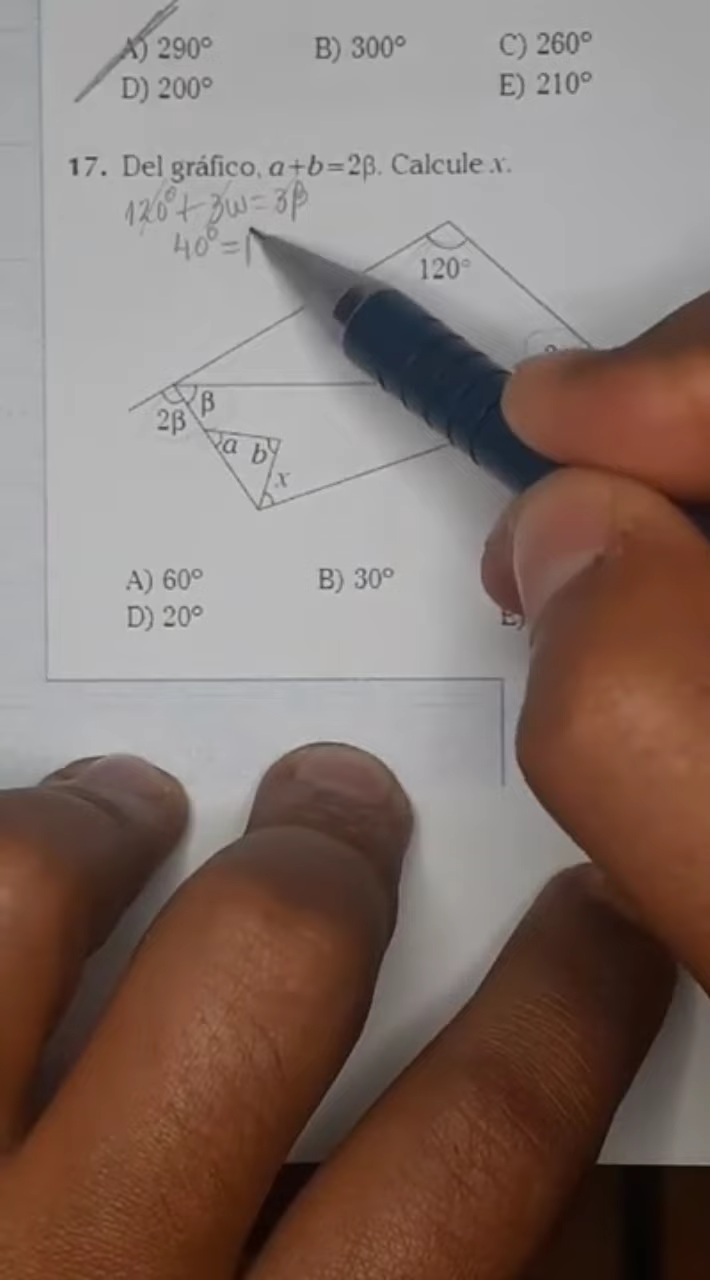 A) 290° B) 300° C) 260°
D) 200° E) 210°
17. Del gráfico, a+b=2β. Calcule x.
120°+3ω=3β
40°=
120°
β
2β
a b
x
A) 60° B) 30°
D) 20° E)